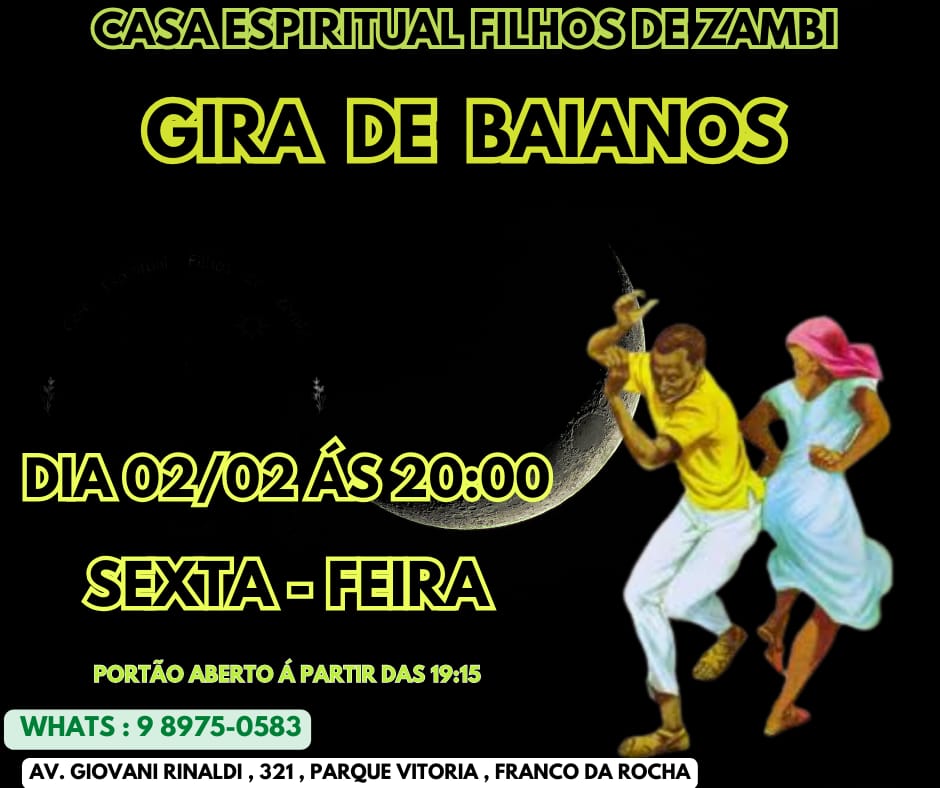 CASA ESPIRITUAL FILHOS DE ZAMBI
GIRA DE BAIANOS
DIA 02/02 ÁS 20:00
SEXTA - FEIRA
PORTÃO ABERTO Á PARTIR DAS 19:15
WHATS : 9 8975-0583
AV. GIOVANI RINALDI , 321 , PARQUE VITORIA , FRANCO DA ROCHA